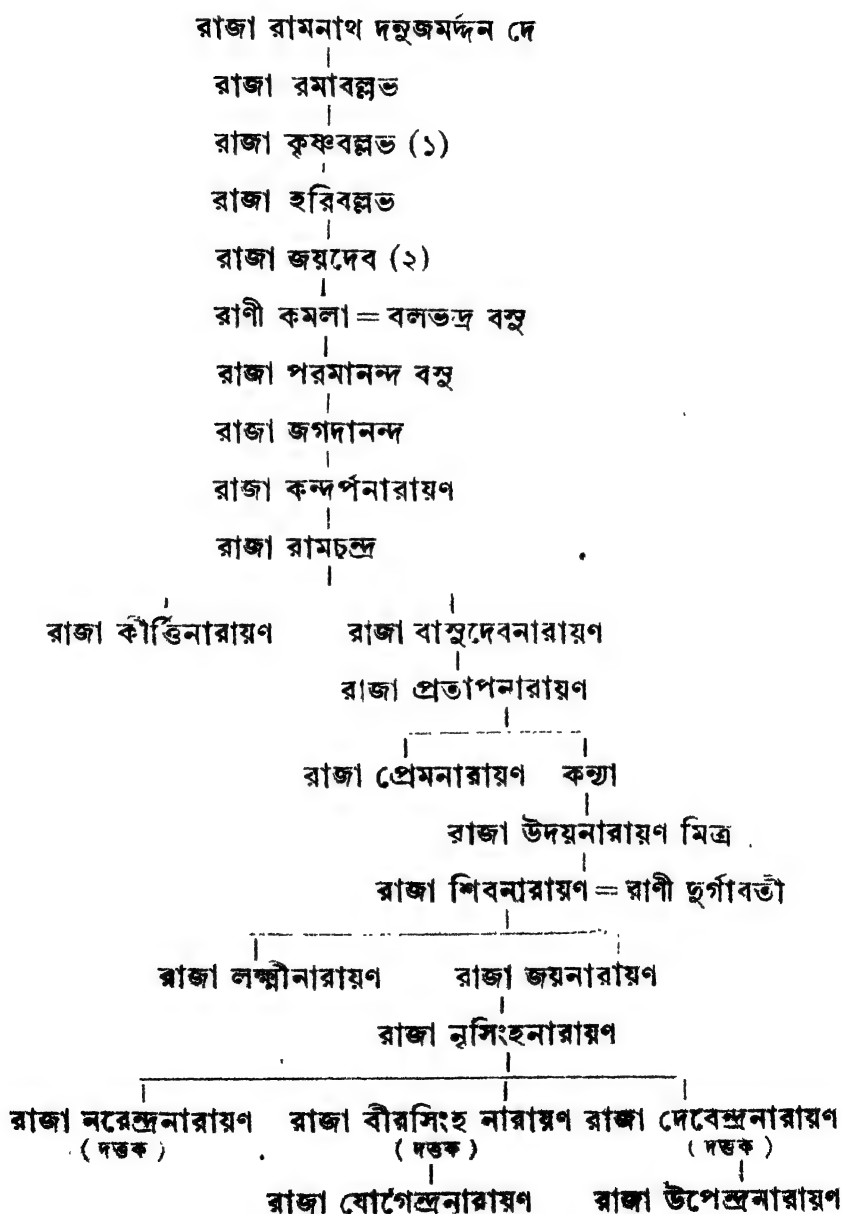 রাজা রামনাথ দনুজমর্দ্দন দে
রাজা রমাবল্লভ
রাজা কৃষ্ণবল্লভ (১)
রাজা হরিবল্লভ
রাজা জয়দেব (২)
রাণী কমলা = বলভদ্র বসু
রাজা পরমানন্দ বসু
রাজা জগদানন্দ
রাজা কন্দর্পনারায়ণ
রাজা রামচন্দ্র
রাজা কীর্ত্তিনারায়ণ রাজা বাসুদেবনারায়ণ
রাজা প্রতাপনারায়ণ
রাজা প্রেমনারায়ণ কন্যা
রাজা উদয়নারায়ণ মিত্র
রাজা শিবনারায়ণ = রাণী দুর্গাবতী
রাজা লক্ষ্মীনারায়ণ রাজা জয়নারায়ণ
রাজা নৃসিংহনারায়ণ
রাজা নরেন্দ্রনারায়ণ রাজা বীরসিংহ নারায়ণ রাজা দেবেন্দ্রনারায়ণ
(দত্তক) (দত্তক) (দত্তক)
রাজা যোগেন্দ্রনারায়ণ রাজা উপেন্দ্রনারায়ণ